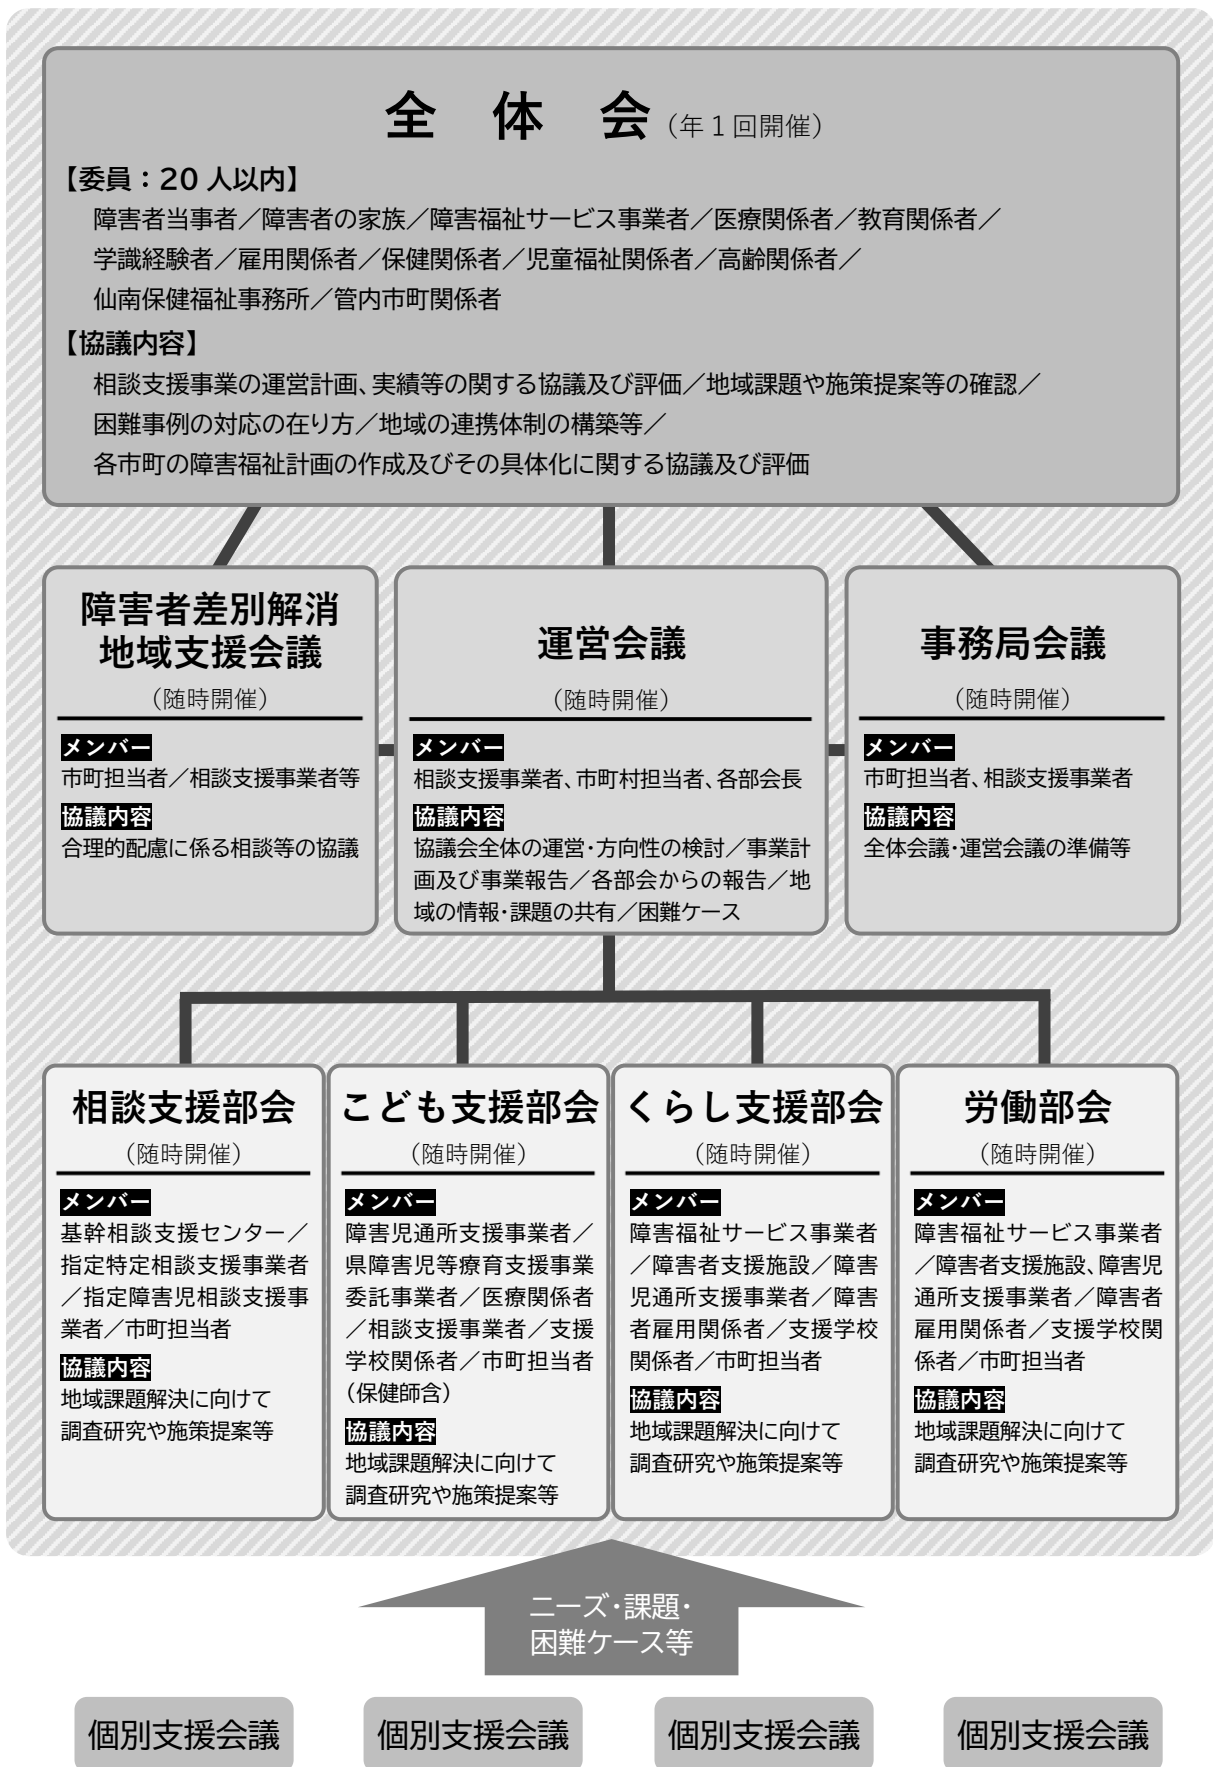 全 体 会（年１回開催）
【委員：20 人以内】
障害者当事者／障害者の家族／障害福祉サービス事業者／医療関係者／教育関係者／
学識経験者／雇用関係者／保健関係者／児童福祉関係者／高齢関係者／
仙南保健福祉事務所／管内市町関係者
【協議内容】
相談支援事業の運営計画、実績等の関する協議及び評価／地域課題や施策提案等の確認／
困難事例の対応の在り方／地域の連携体制の構築等／
各市町の障害福祉計画の作成及びその具体化に関する協議及び評価
障害者差別解消
地域支援会議
（随時開催）
メンバー
市町担当者／相談支援事業者等
協議内容
合理的配慮に係る相談等の協議
運営会議
（随時開催）
メンバー
相談支援事業者、市町村担当者、各部会長
協議内容
協議会全体の運営・方向性の検討／事業計
画及び事業報告／各部会からの報告／地
域の情報・課題の共有／困難ケース
事務局会議
（随時開催）
メンバー
市町担当者、相談支援事業者
協議内容
全体会議・運営会議の準備等
相談支援部会
（随時開催）
メンバー
基幹相談支援センター／
指定特定相談支援事業者
／指定障害児相談支援事
業者／市町担当者
協議内容
地域課題解決に向けて
調査研究や施策提案等
こども支援部会
（随時開催）
メンバー
障害児通所支援事業者／
県障害児等療育支援事業
委託事業者／医療関係者
／相談支援事業者／支援
学校関係者／市町担当者
（保健師含）
協議内容
地域課題解決に向けて
調査研究や施策提案等
くらし支援部会
（随時開催）
メンバー
障害福祉サービス事業者
／障害者支援施設／障害
児通所支援事業者／障害
者雇用関係者／支援学校
関係者／市町担当者
協議内容
地域課題解決に向けて
調査研究や施策提案等
労働部会
（随時開催）
メンバー
障害福祉サービス事業者
／障害者支援施設、障害児
通所支援事業者／障害者
雇用関係者／支援学校関
係者／市町担当者
協議内容
地域課題解決に向けて
調査研究や施策提案等
ニーズ・課題・
困難ケース等
個別支援会議
個別支援会議
個別支援会議
個別支援会議